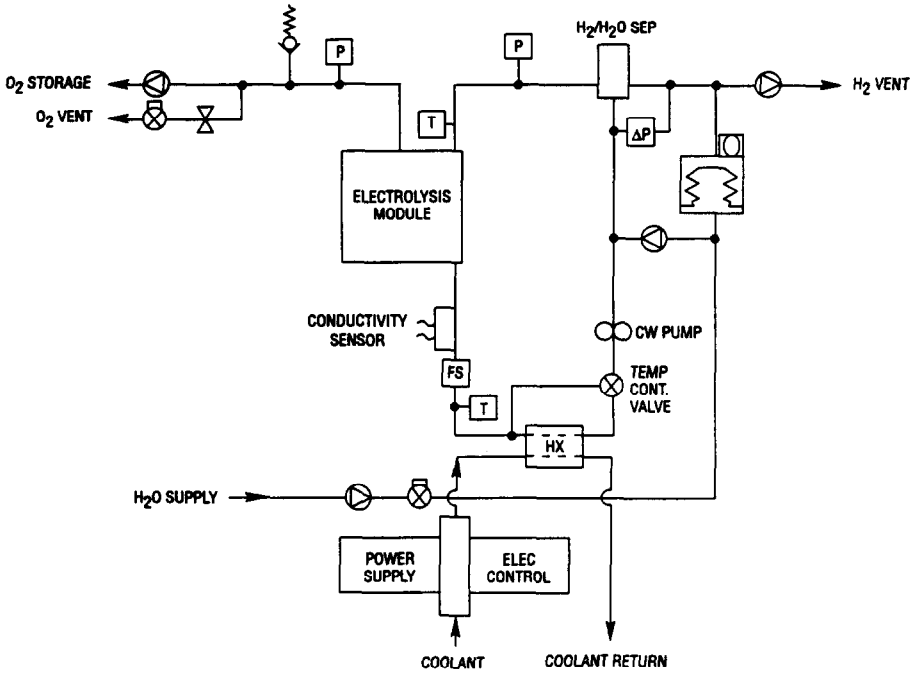 H2/H2O SEP
P
P
O2 STORAGE
H2 VENT
O2 VENT
T
ΔP
ELECTROLYSIS
MODULE
CONDUCTIVITY
SENSOR
CW PUMP
FS
TEMP
CONT.
VALVE
T
HX
H2O SUPPLY
POWER
SUPPLY
ELEC
CONTROL
COOLANT
COOLANT RETURN